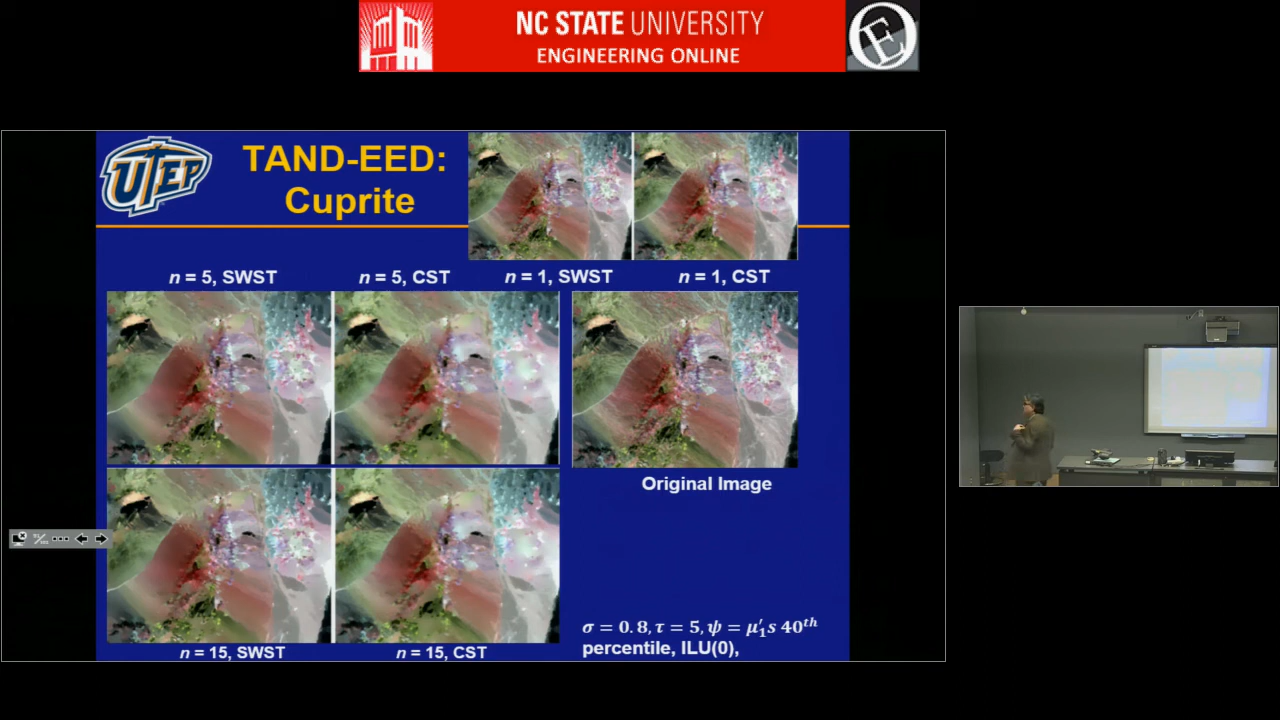 NC STATE UNIVERSITY
ENGINEERING ONLINE
OE
UTEP
TAND-EED:
Cuprite
n = 5, SWST
n = 5, CST
n = 1, SWST
n = 1, CST
Original Image
n = 15, SWST
n = 15, CST
σ = 0.8, τ = 5, ψ = μ′₁s 40ᵗʰ
percentile, ILU(0),